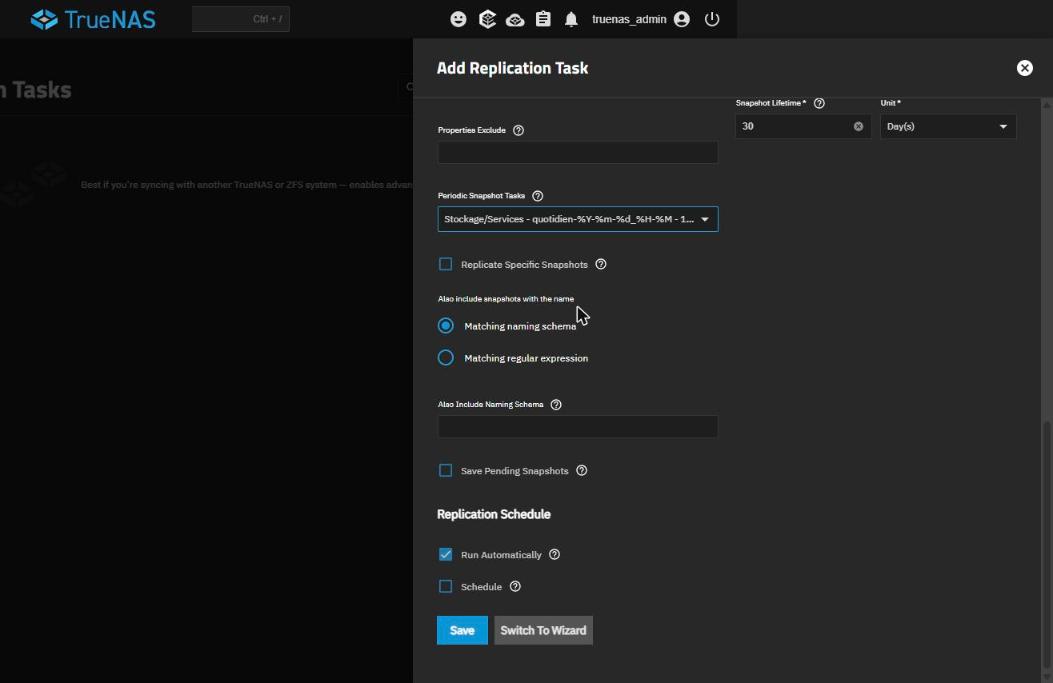 TrueNAS
Ctrl + /
truenas_admin
n Tasks
Add Replication Task
Best if you're syncing with another TrueNAS or ZFS system — enables advan
Properties Exclude
Periodic Snapshot Tasks
Stockage/Services - quotidien-%Y-%m-%d_%H-%M - 1...
Replicate Specific Snapshots
Also include snapshots with the name
Matching naming schema
Matching regular expression
Also Include Naming Schema
Save Pending Snapshots
Replication Schedule
Run Automatically
Schedule
Save
Switch To Wizard
Snapshot Lifetime *
30
Unit *
Day(s)